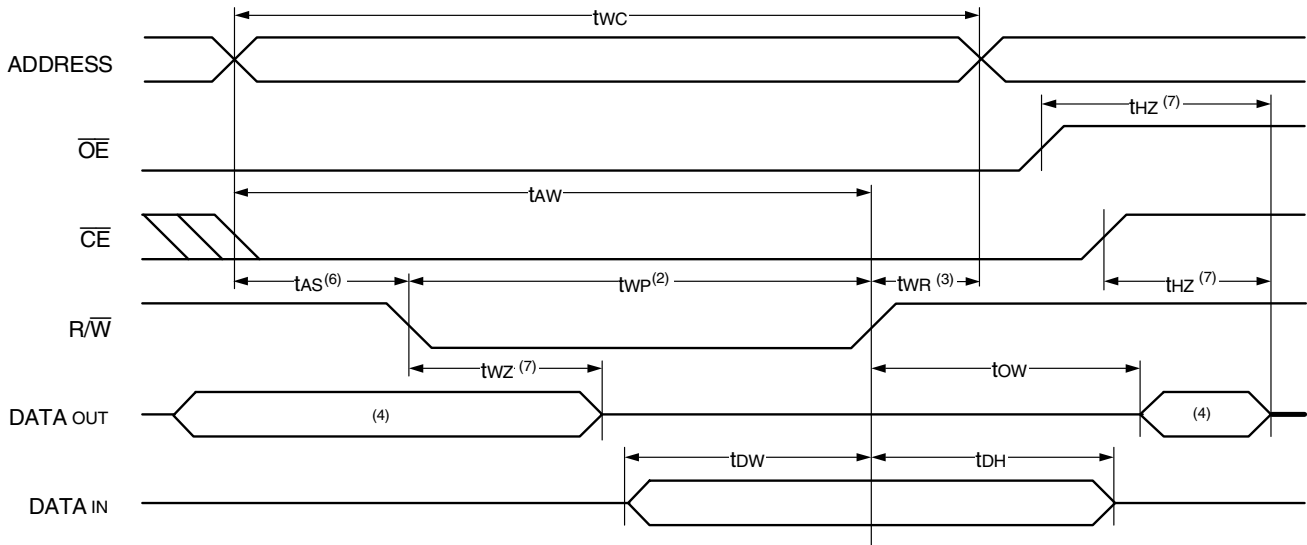 tWC
ADDRESS
tHZ (7)
OE
tAW
CE
tAS(6) tWP(2) tWR (3) tHZ (7)
R/W
tWZ (7) tOW
DATA OUT (4) (4)
tDW tDH
DATA IN